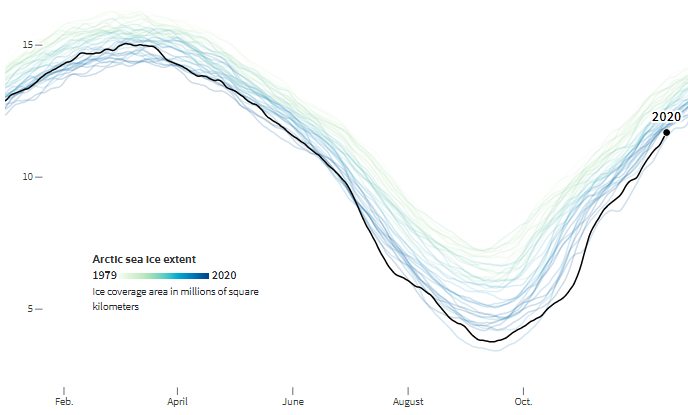 15
2020
10
Arctic sea ice extent
1979 2020
Ice coverage area in millions of square
kilometers
5
Feb. April June August Oct.